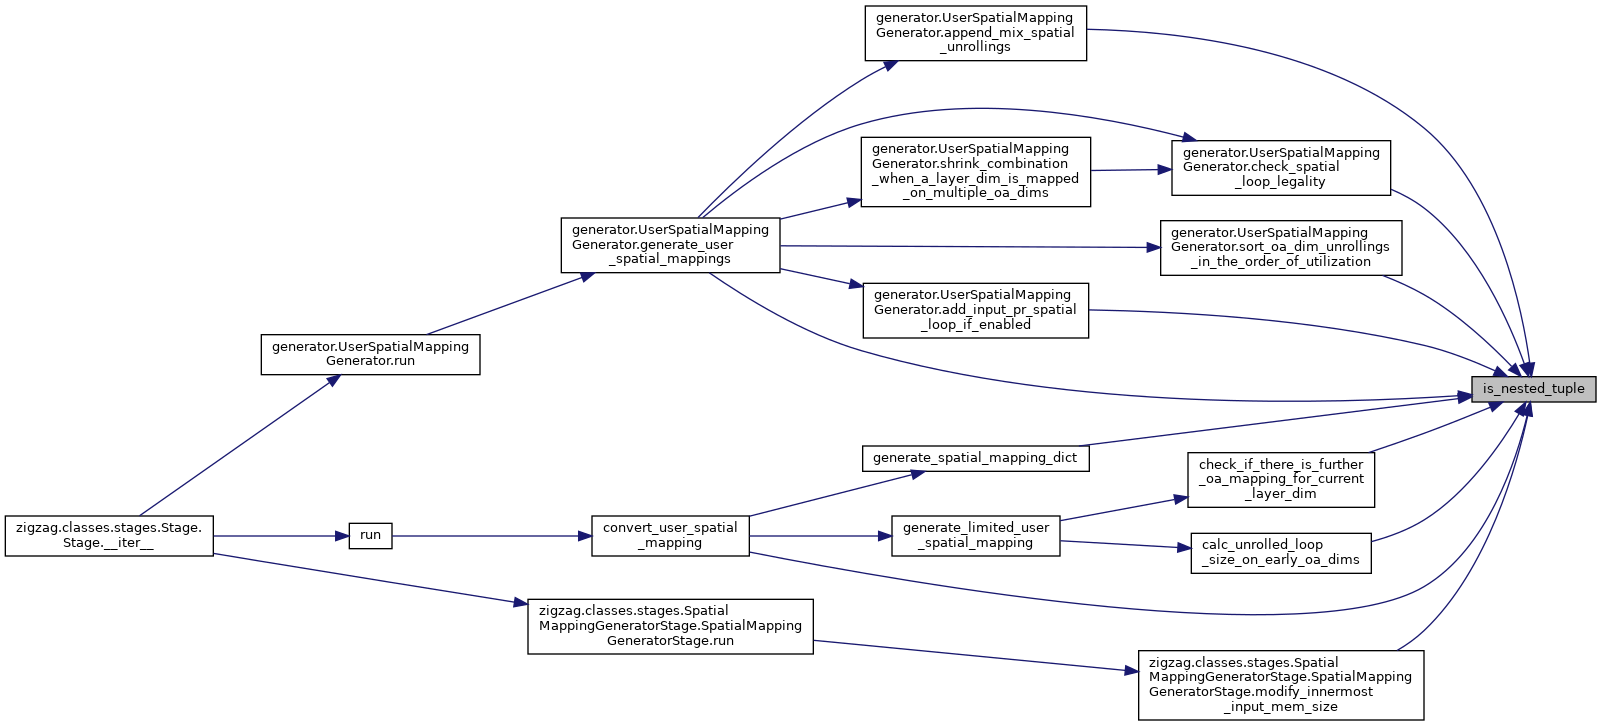 generator.UserSpatialMapping
Generator.append_mix_spatial
_unrollings
generator.UserSpatialMapping
Generator.shrink_combination
_when_a_layer_dim_is_mapped
_on_multiple_oa_dims
generator.UserSpatialMapping
Generator.check_spatial
_loop_legality
generator.UserSpatialMapping
Generator.generate_user
_spatial_mappings
generator.UserSpatialMapping
Generator.sort_oa_dim_unrollings
_in_the_order_of_utilization
generator.UserSpatialMapping
Generator.add_input_pr_spatial
_loop_if_enabled
generator.UserSpatialMapping
Generator.run
is_nested_tuple
generate_spatial_mapping_dict
check_if_there_is_further
_oa_mapping_for_current
_layer_dim
zigzag.classes.stages.Stage.
Stage.__iter__
run
convert_user_spatial
_mapping
generate_limited_user
_spatial_mapping
calc_unrolled_loop
_size_on_early_oa_dims
zigzag.classes.stages.Spatial
MappingGeneratorStage.SpatialMapping
GeneratorStage.run
zigzag.classes.stages.Spatial
MappingGeneratorStage.SpatialMapping
GeneratorStage.modify_innermost
_input_mem_size